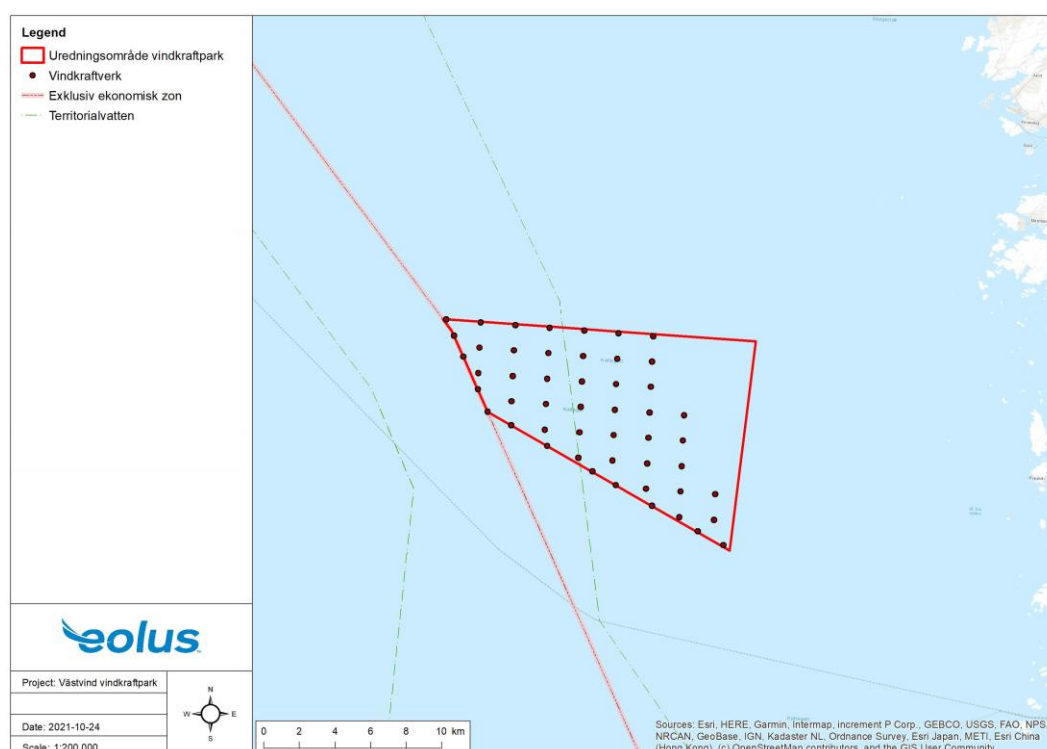 Legend
Uredningsområde vindkraftpark
Vindkraftverk
Exklusiv ekonomisk zon
Territorialvatten
eolus
Project: Västvind vindkraftpark
Date: 2021-10-24
Scale: 1:200 000
N
W E
S
0 2 4 6 8 10 km
Sources: Esri, HERE, Garmin, Intermap, increment P Corp., GEBCO, USGS, FAO, NPS,
NRCAN, GeoBase, IGN, Kadaster NL, Ordnance Survey, Esri Japan, METI, Esri China
(Hong Kong), (c) OpenStreetMap contributors, and the GIS User Community